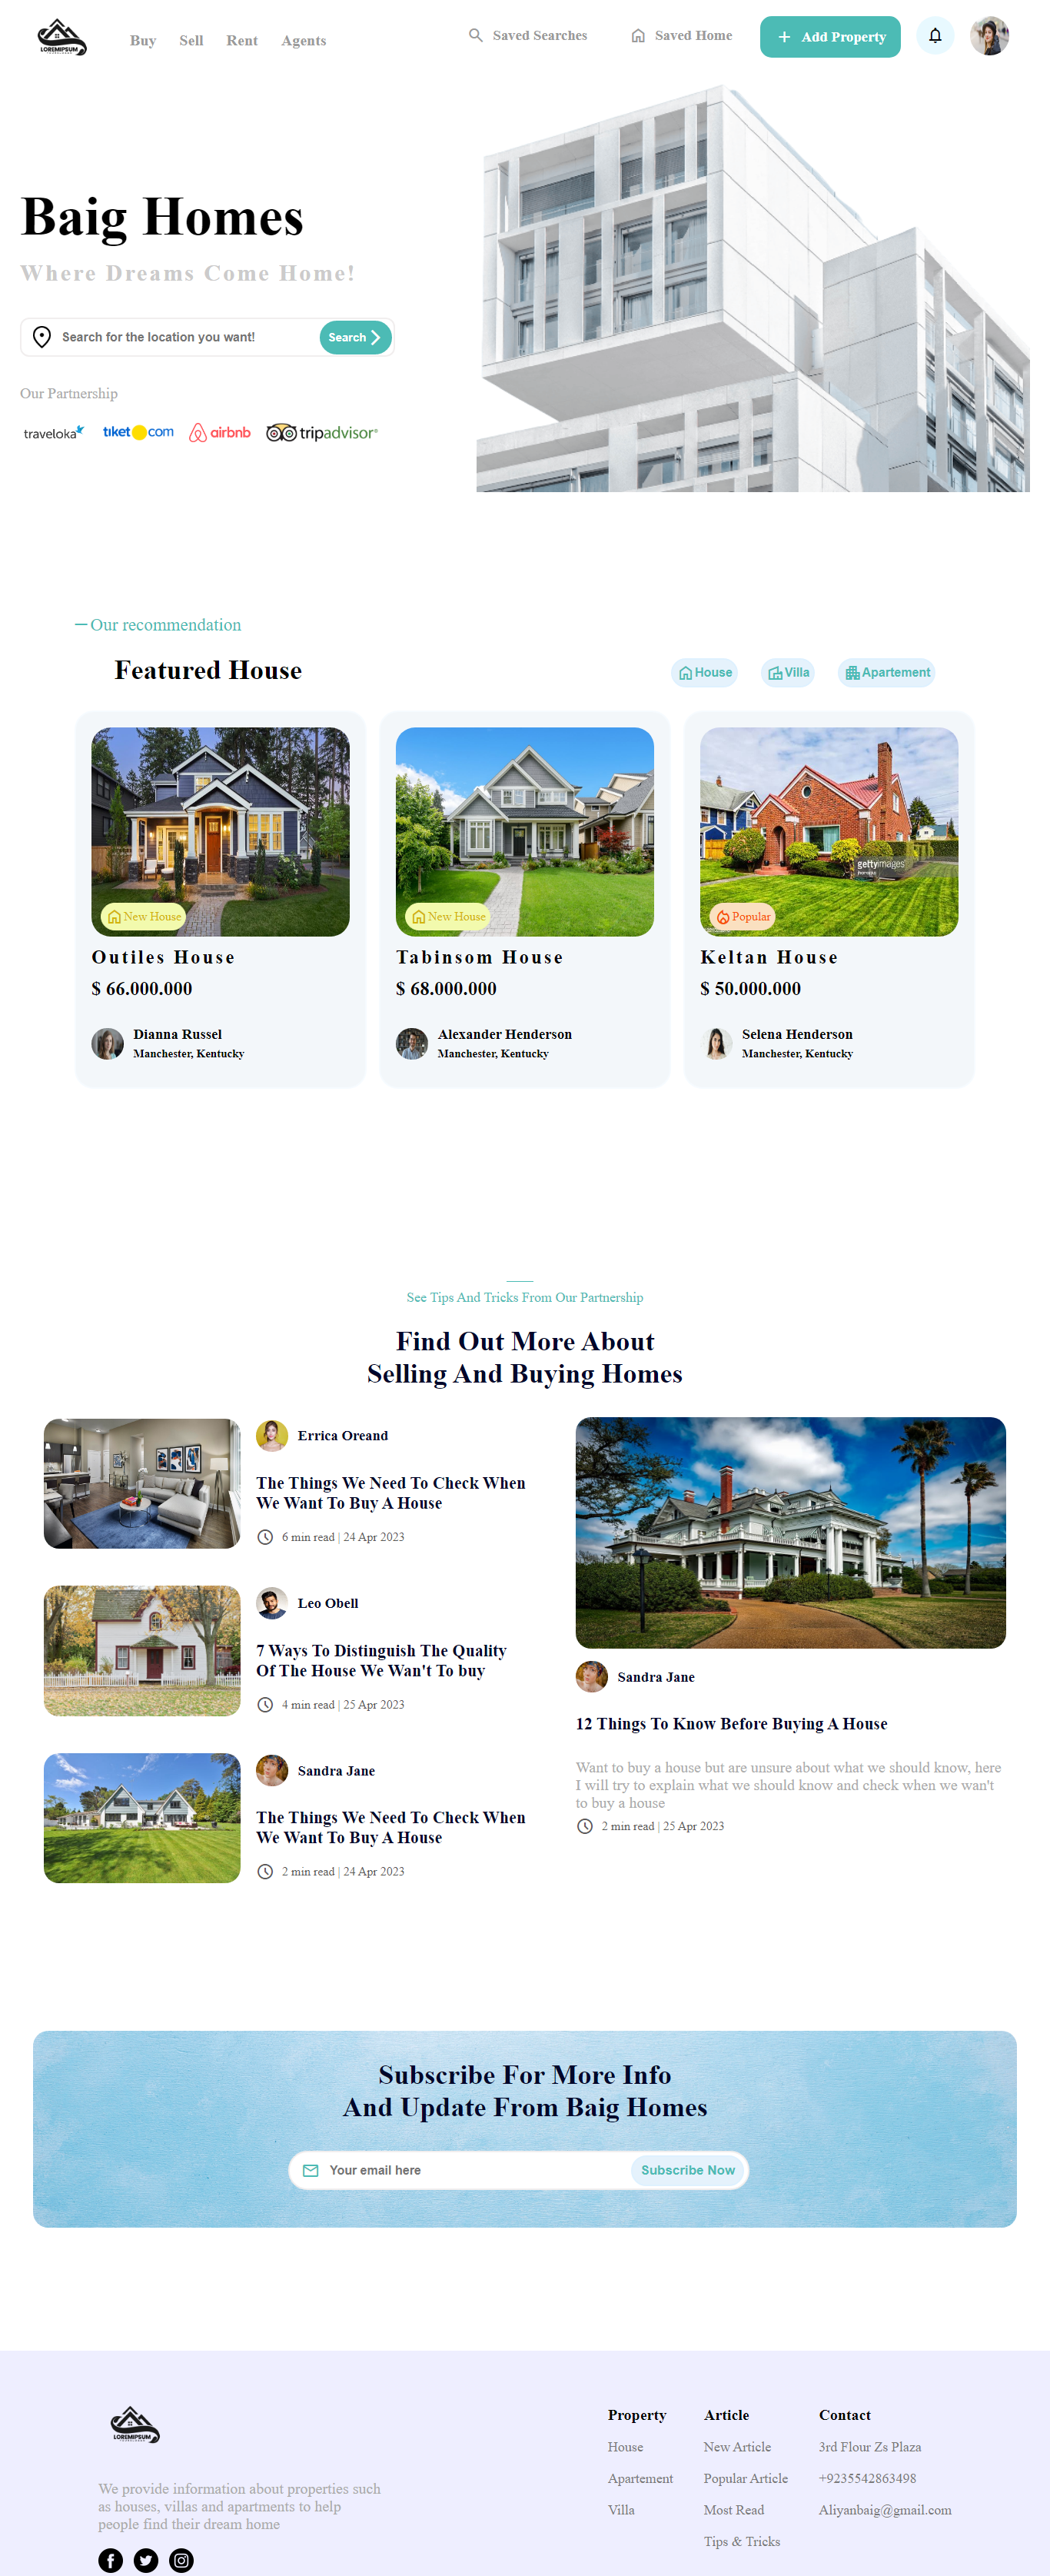 LOREMIPSUM
Buy
Sell
Rent
Agents
Saved Searches
Saved Home
Add Property
Baig Homes
Where Dreams Come Home!
Search for the location you want!
Search
Our Partnership
traveloka
tiket.com
airbnb
tripadvisor®
Our recommendation
Featured House
House
Villa
Apartement
gettyimages
New House
New House
Popular
Outiles House
Tabinsom House
Keltan House
$ 66.000.000
$ 68.000.000
$ 50.000.000
Dianna Russel
Manchester, Kentucky
Alexander Henderson
Manchester, Kentucky
Selena Henderson
Manchester, Kentucky
See Tips And Tricks From Our Partnership
Find Out More About
Selling And Buying Homes
Errica Oreand
The Things We Need To Check When
We Want To Buy A House
6 min read | 24 Apr 2023
Leo Obell
7 Ways To Distinguish The Quality
Of The House We Wan't To buy
4 min read | 25 Apr 2023
Sandra Jane
The Things We Need To Check When
We Want To Buy A House
2 min read | 24 Apr 2023
Sandra Jane
12 Things To Know Before Buying A House
Want to buy a house but are unsure about what we should know, here
I will try to explain what we should know and check when we wan't
to buy a house
2 min read | 25 Apr 2023
Subscribe For More Info
And Update From Baig Homes
Your email here
Subscribe Now
LOREMIPSUM
We provide information about properties such
as houses, villas and apartments to help
people find their dream home
Property
House
Apartement
Villa
Article
New Article
Popular Article
Most Read
Tips & Tricks
Contact
3rd Flour Zs Plaza
+9235542863498
Aliyanbaig@gmail.com